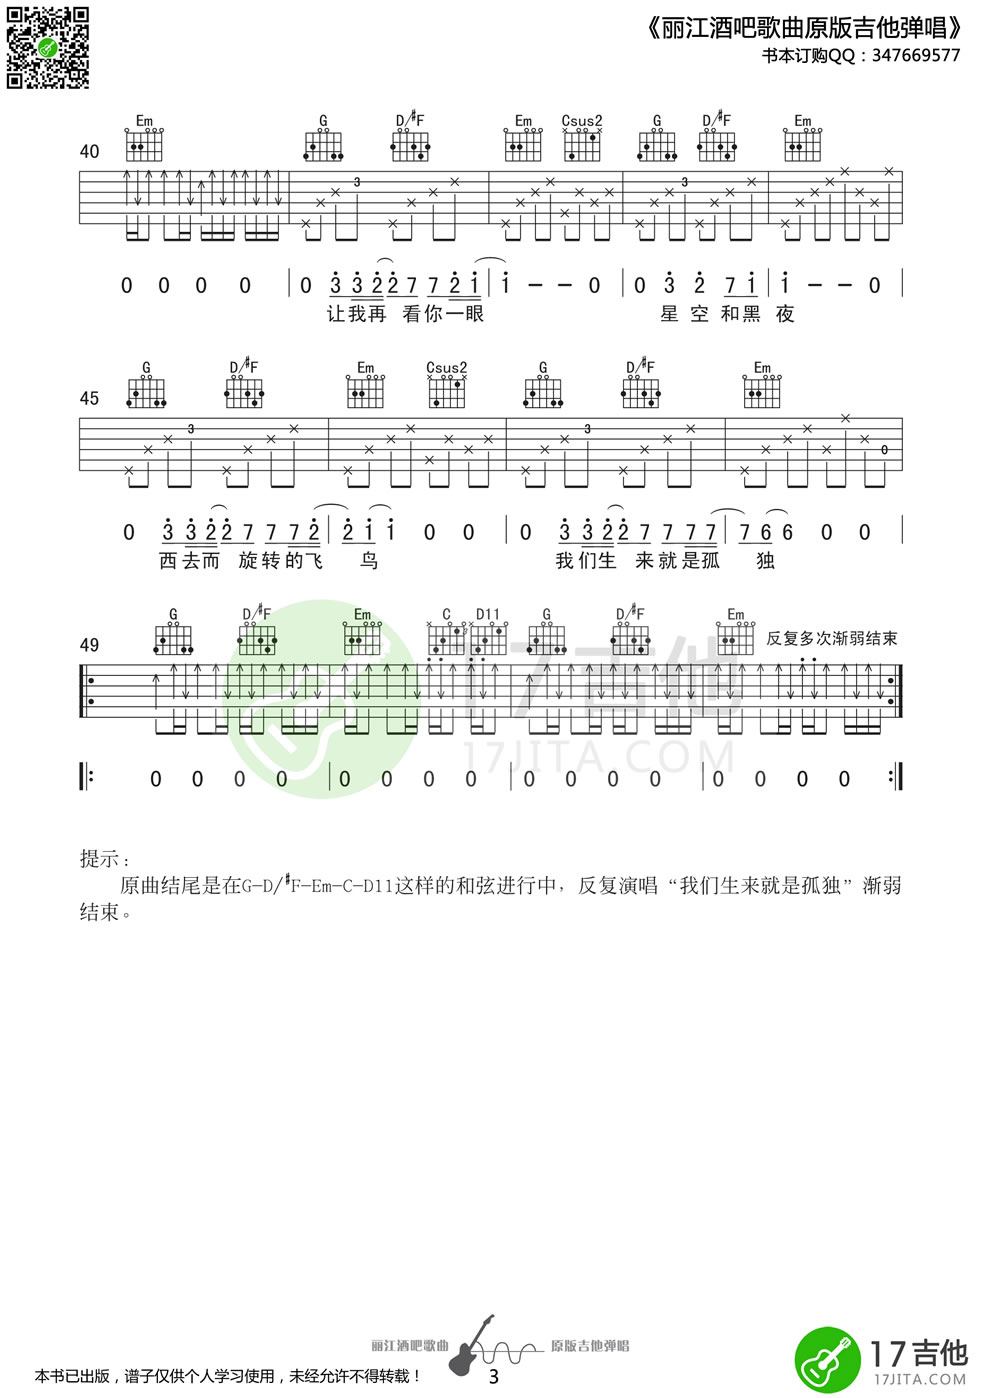 《丽江酒吧歌曲原版吉他弹唱》
书本订购QQ：347669577
Em G D/#F Em Csus2 G D/#F Em
40
3 3
0 0 0 0 | 0 3 3 2 2 7 7 2 1 | 1 - - 0 | 0 3 2 7 1 | 1 - - 0 |
让我再 看你一眼 星 空 和黑 夜
G D/#F Em Csus2 G D/#F Em
45
3 3 0
0 3 3 2 2 7 7 7 2 | 2 1 1 0 0 | 0 3 3 2 2 7 7 7 7 | 7 6 6 0 0 |
西去而 旋转的飞 鸟 我们生 来就是孤 独
G D/#F Em C D11 G D/#F Em 反复多次渐弱结束
49
0 0 0 0 | 0 0 0 0 | 0 0 0 0 | 0 0 0 0
17吉他
17JITA.COM
提示：
原曲结尾是在G-D/#F-Em-C-D11这样的和弦进行中，反复演唱“我们生来就是孤独”渐弱
结束。
丽江酒吧歌曲 原版吉他弹唱
本书已出版，谱子仅供个人学习使用，未经允许不得转载！ 3
17吉他
17JITA.COM